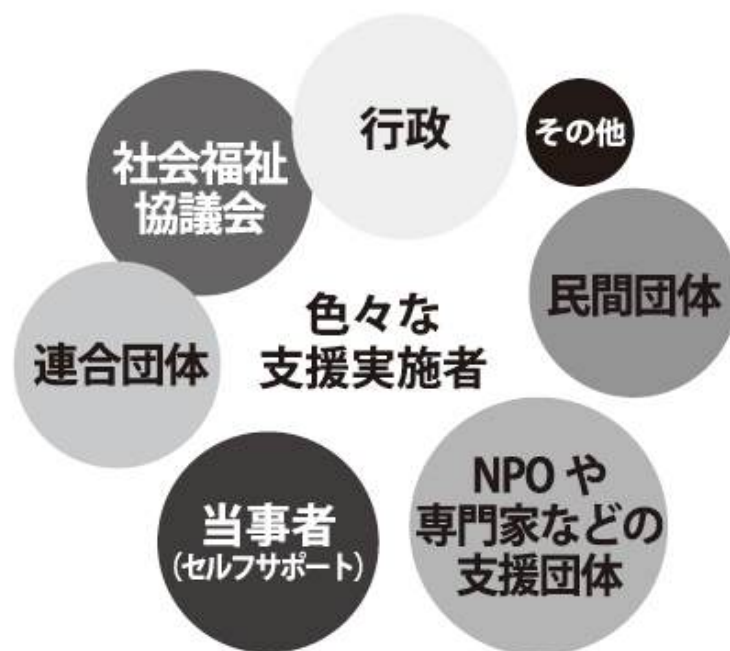 行政
その他
社会福祉
協議会
民間団体
色々な
支援実施者
連合団体
NPO や
専門家などの
支援団体
当事者
（セルフサポート）